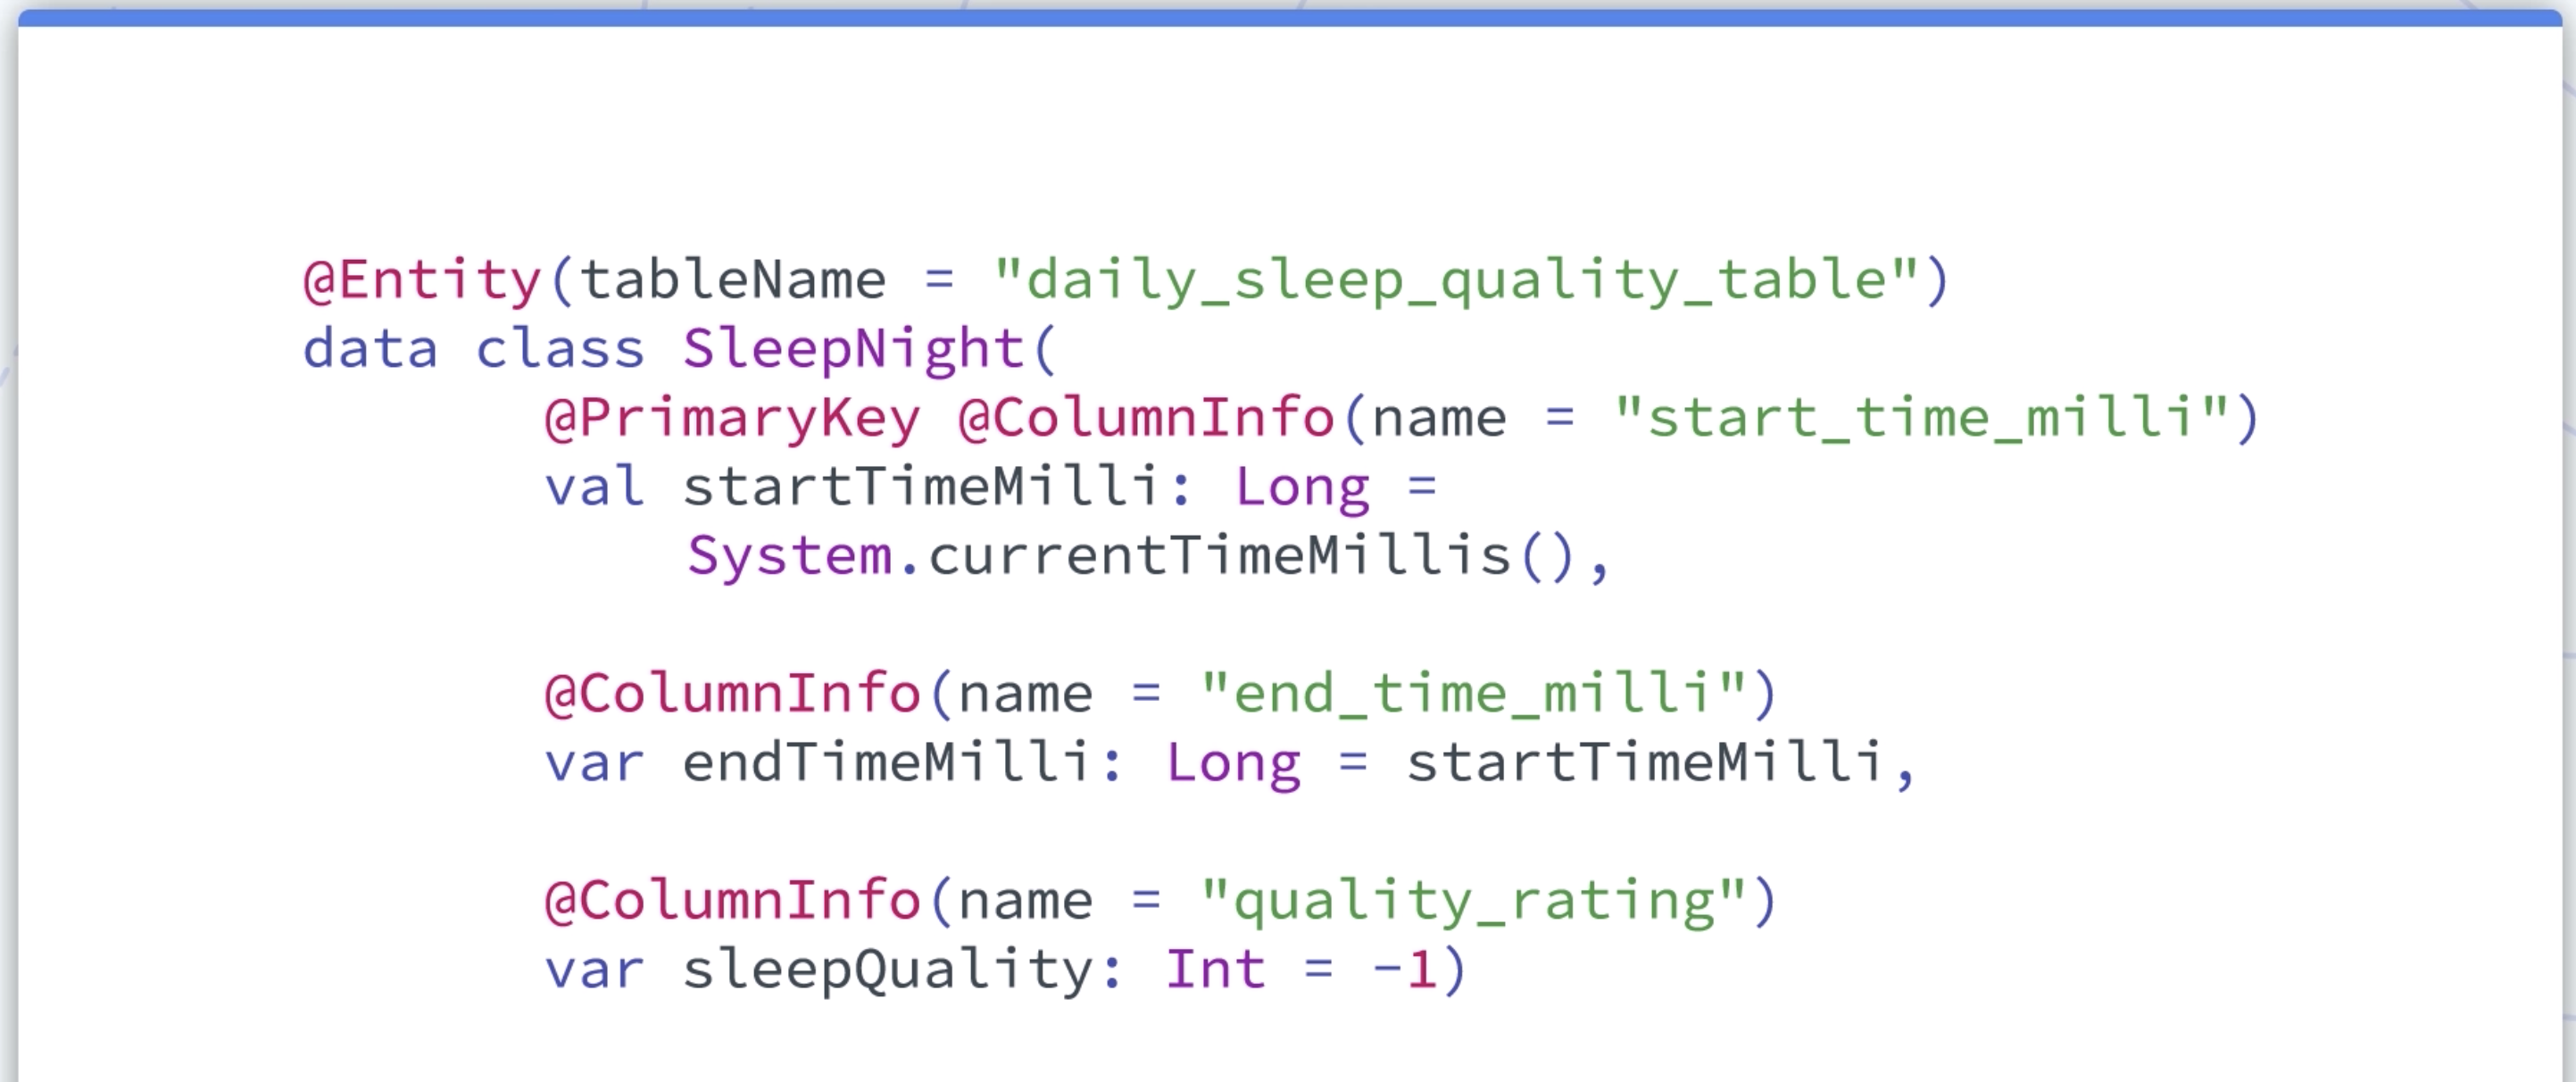 @Entity(tableName = "daily_sleep_quality_table")
data class SleepNight(
@PrimaryKey @ColumnInfo(name = "start_time_milli")
val startTimeMilli: Long =
System.currentTimeMillis(),
@ColumnInfo(name = "end_time_milli")
var endTimeMilli: Long = startTimeMilli,
@ColumnInfo(name = "quality_rating")
var sleepQuality: Int = -1)